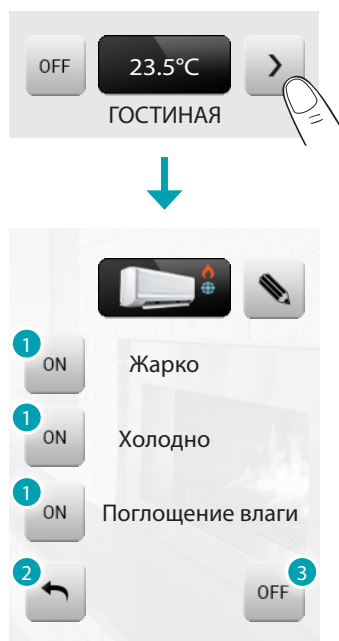 OFF 23.5°C >
ГОСТИНАЯ
1 ON Жарко
1 ON Холодно
1 ON Поглощение влаги
2 OFF 3